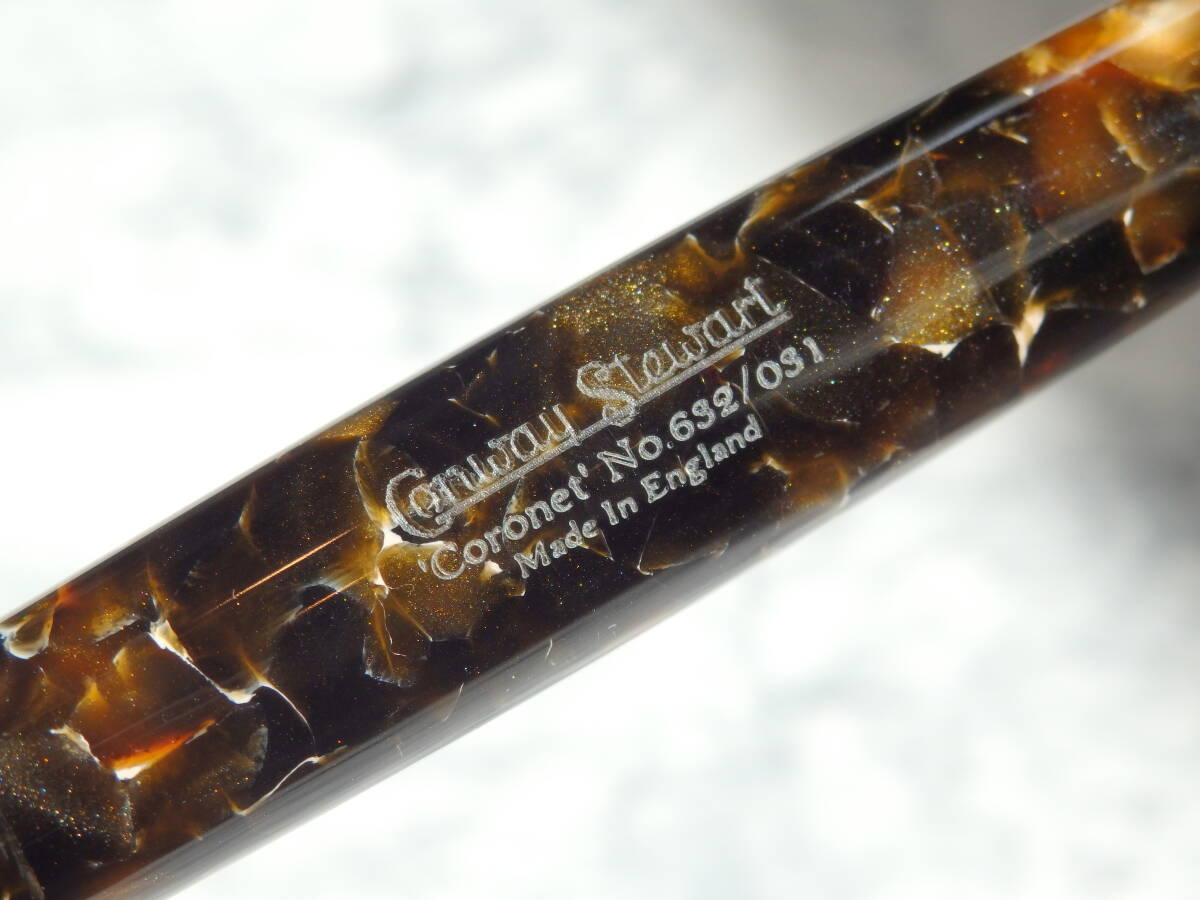 Conway Stewart
'Coronet' No.632/031
Made In England